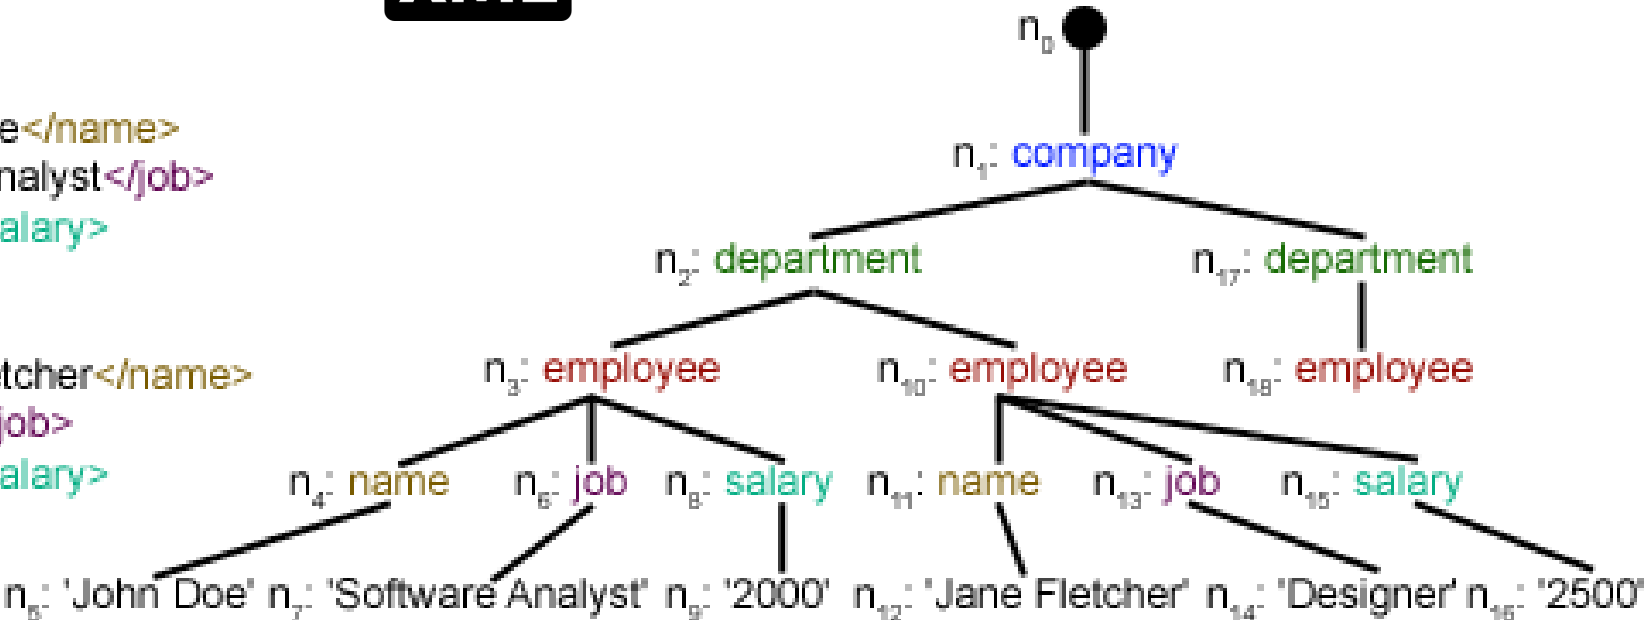 n0
e</name>
n1: company
nalyst</job>
alary>
n2: department n17: department
etcher</name> n3: employee n10: employee n18: employee
job>
alary> n4: name n6: job n8: salary n11: name n13: job n15: salary
n5: 'John Doe' n7: 'Software Analyst' n9: '2000' n12: 'Jane Fletcher' n14: 'Designer' n16: '2500'